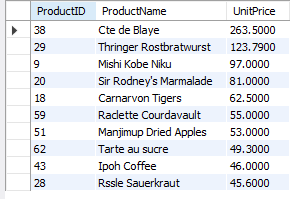 ProductID ProductName UnitPrice
38 Cte de Blaye 263.5000
29 Thringer Rostbratwurst 123.7900
9 Mishi Kobe Niku 97.0000
20 Sir Rodney's Marmalade 81.0000
18 Carnarvon Tigers 62.5000
59 Raclette Courdavault 55.0000
51 Manjimup Dried Apples 53.0000
62 Tarte au sucre 49.3000
43 Ipoh Coffee 46.0000
28 Rssle Sauerkraut 45.6000